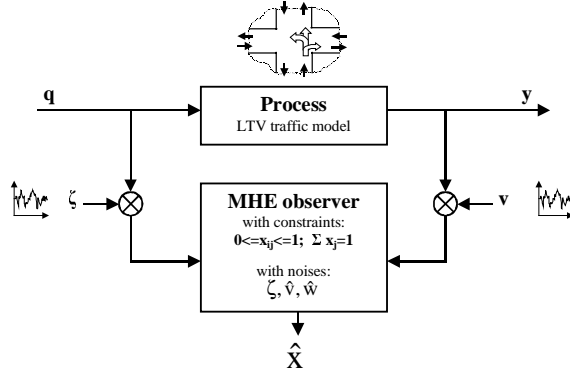 q
Process
LTV traffic model
y
ζ
MHE observer
with constraints:
0<=xij<=1; Σ xj=1
with noises:
ζ, v̂, ŵ
v
x̂